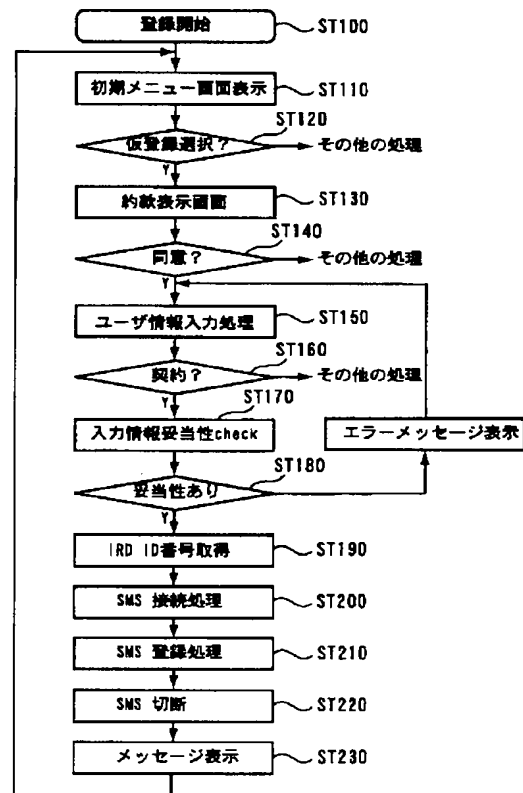 登録開始 ST100
初期メニュー画面表示 ST110
ST120
仮登録選択? その他の処理
Y
約款表示画面 ST130
ST140
同意? その他の処理
Y
ユーザ情報入力処理 ST150
ST160
契約? その他の処理
Y ST170
入力情報妥当性check エラーメッセージ表示
ST180
妥当性あり
Y
IRD ID番号取得 ST190
SMS 接続処理 ST200
SMS 登録処理 ST210
SMS 切断 ST220
メッセージ表示 ST230